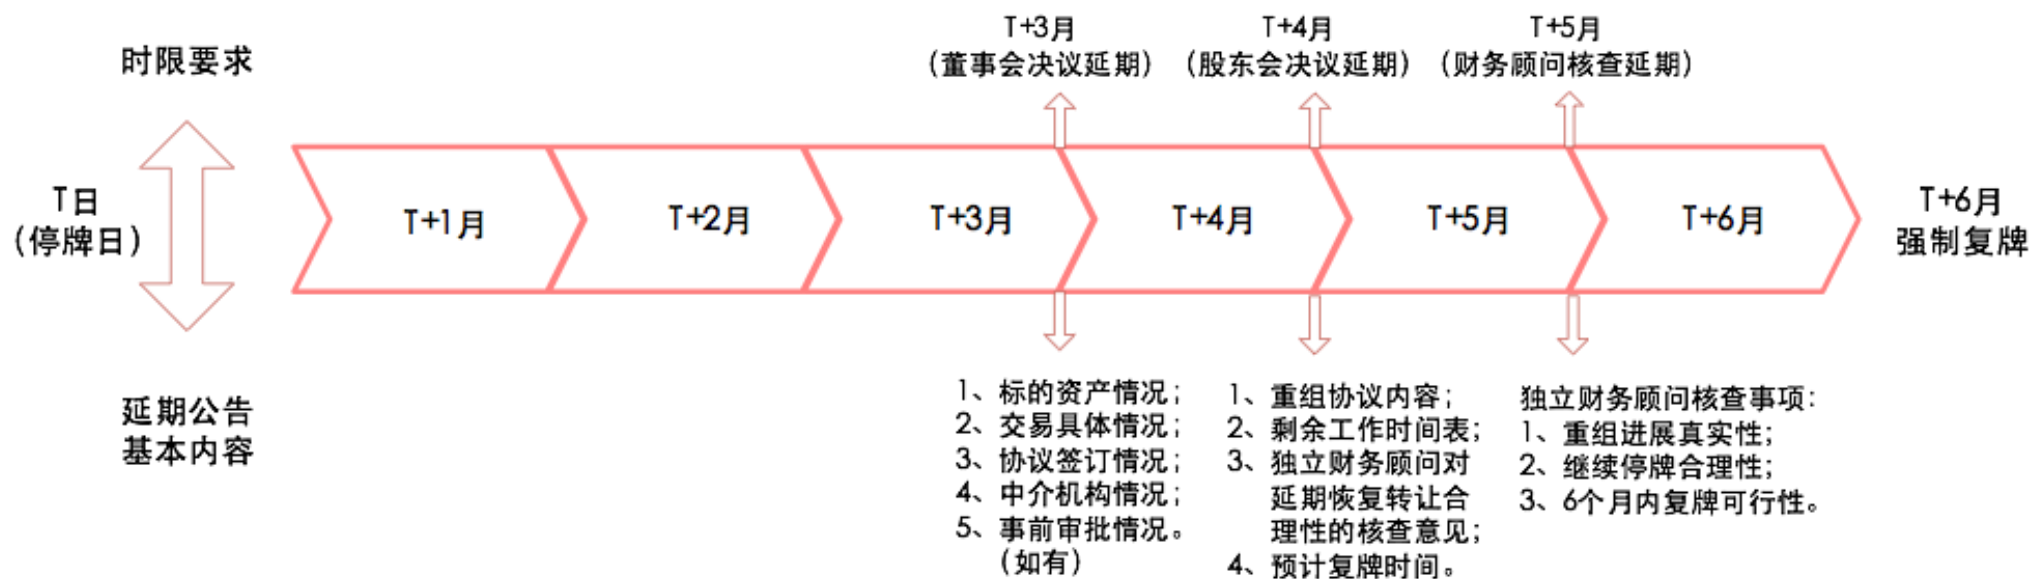 时限要求
T+3月
（董事会决议延期）
T+4月
（股东会决议延期）
T+5月
（财务顾问核查延期）
T日
（停牌日）
T+1月
T+2月
T+3月
T+4月
T+5月
T+6月
T+6月
强制复牌
延期公告
基本内容
1、标的资产情况；
2、交易具体情况；
3、协议签订情况；
4、中介机构情况；
5、事前审批情况。
（如有）
1、重组协议内容；
2、剩余工作时间表；
3、独立财务顾问对
延期恢复转让合
理性的核查意见；
4、预计复牌时间。
独立财务顾问核查事项：
1、重组进展真实性；
2、继续停牌合理性；
3、6个月内复牌可行性。